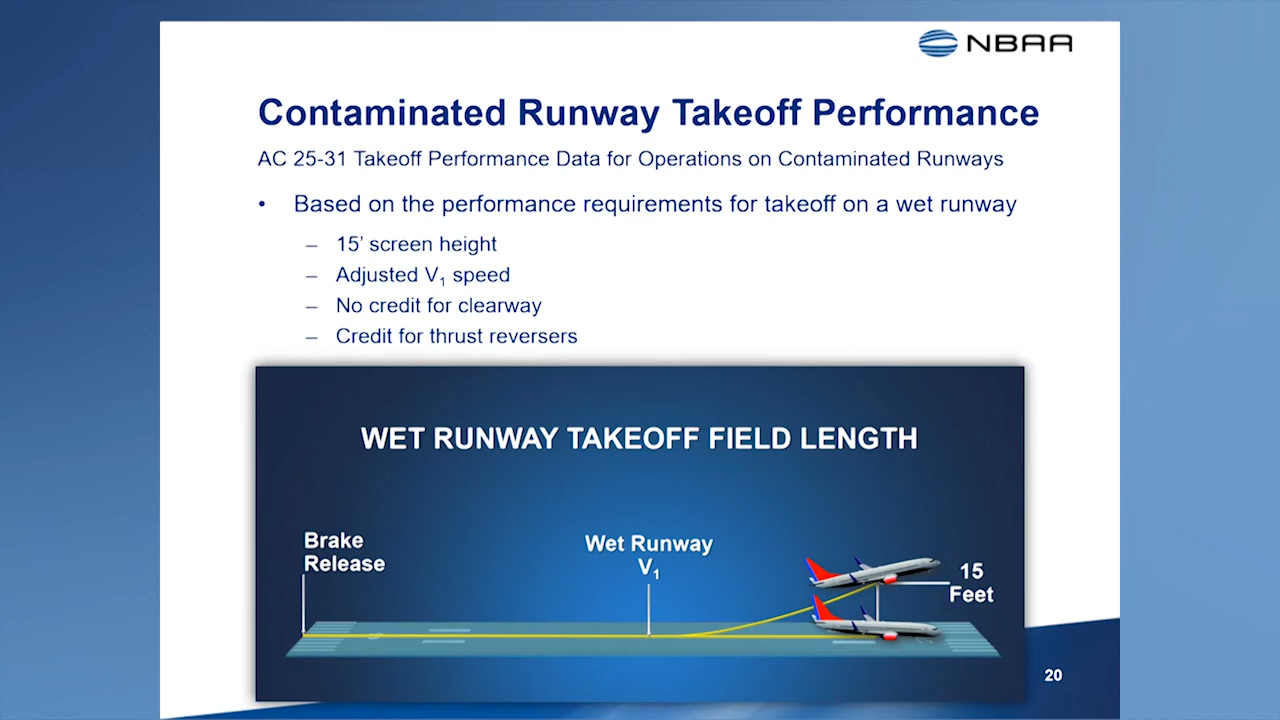 NBAA
Contaminated Runway Takeoff Performance
AC 25-31 Takeoff Performance Data for Operations on Contaminated Runways
• Based on the performance requirements for takeoff on a wet runway
– 15’ screen height
– Adjusted V1 speed
– No credit for clearway
– Credit for thrust reversers
WET RUNWAY TAKEOFF FIELD LENGTH
Brake
Release
Wet Runway
V1
15
Feet
20